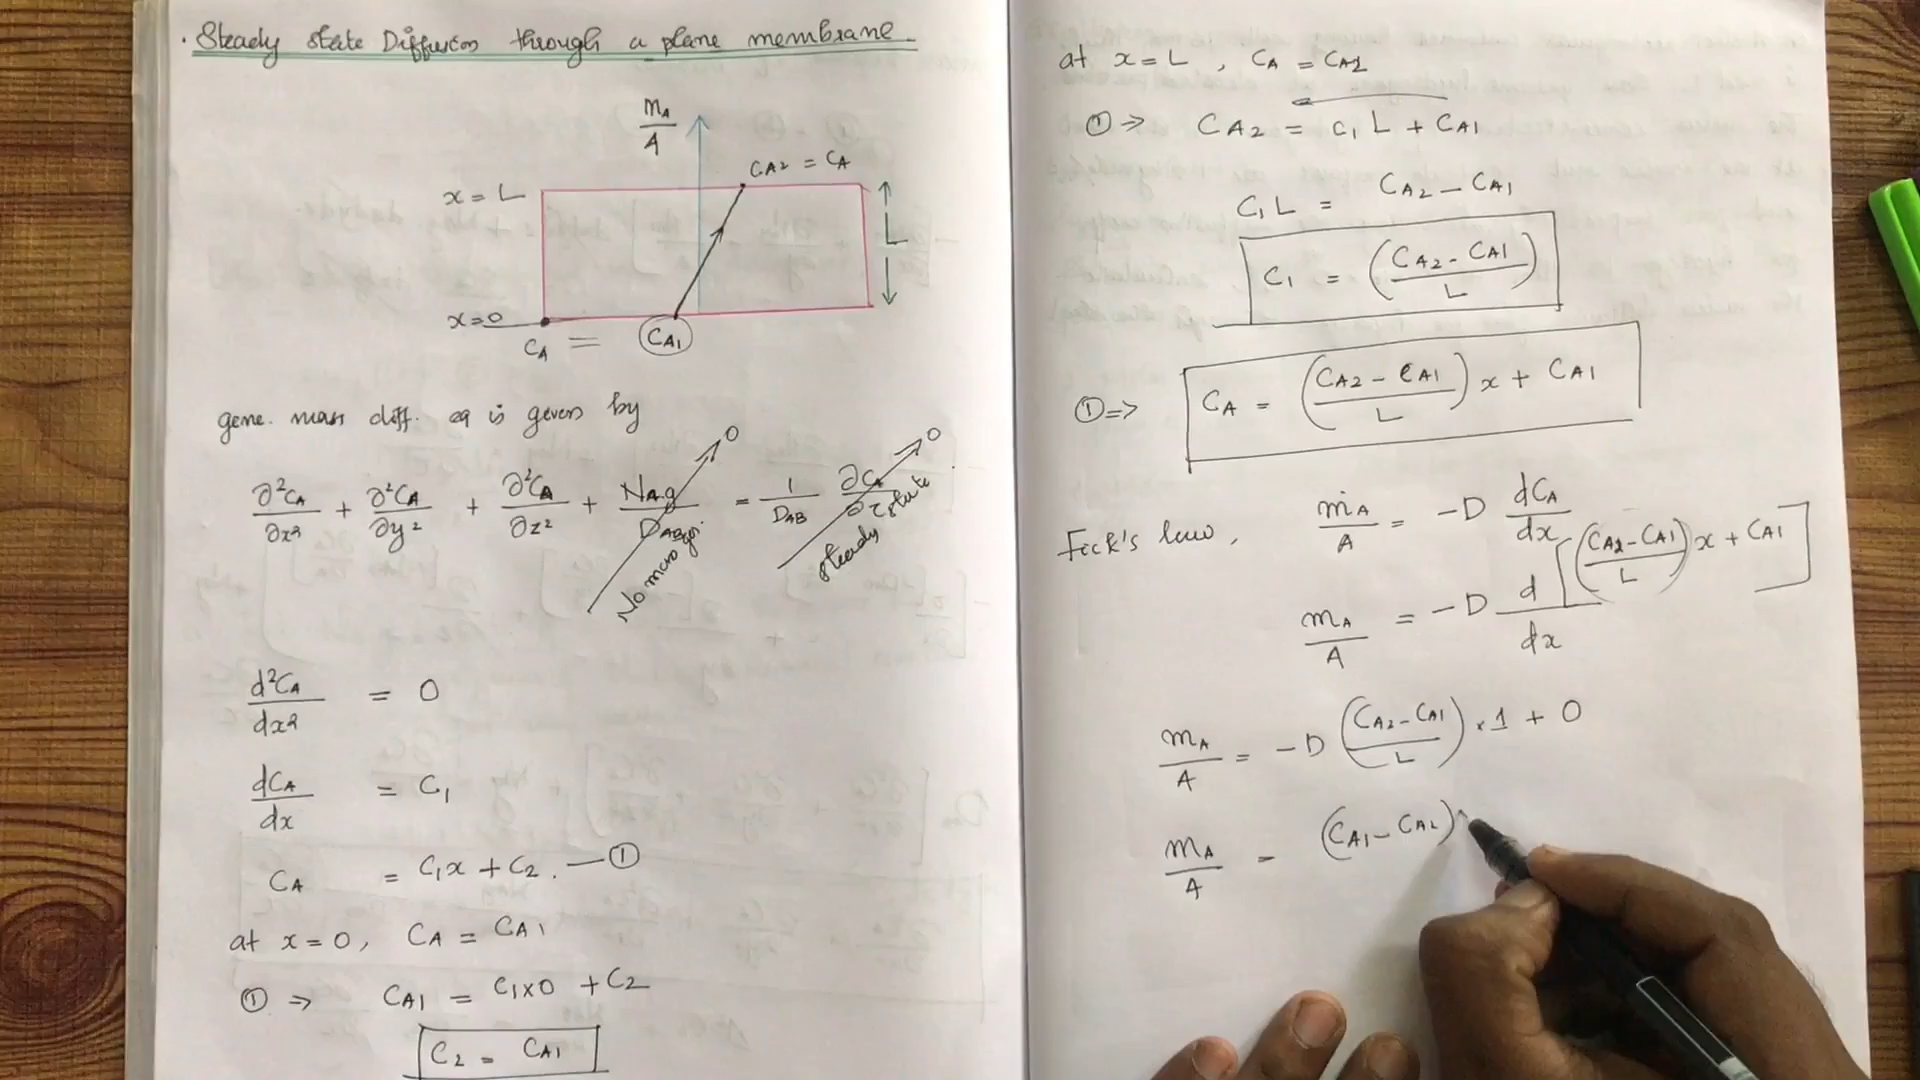 . Steady state Diffusion through a plane membrane.
mA/A
CA2 = CA
x = L
L
x=0
CA = CA1
gene. mass diff. eq is given by
∂²CA/∂x² + ∂²CA/∂y² + ∂²CA/∂z² + NA.g/DAB = 1/DAB ∂CA/∂τ
0
0
No mass gen.
steady state
d²CA/dx² = 0
dCA/dx = C1
CA = C1x + C2. — ①
at x = 0, CA = CA1
① ⇒ CA1 = C1x0 + C2
C2 = CA1
at x = L, CA = CA2
① ⇒ CA2 = C1 L + CA1
C1 L = CA2 - CA1
C1 = (CA2 - CA1 / L)
① ⇒ CA = (CA2 - CA1 / L) x + CA1
Fick's law, ṁA/A = -D dCA/dx
mA/A = -D d/dx [(CA2 - CA1 / L) x + CA1]
mA/A = -D (CA2 - CA1 / L) . 1 + 0
mA/A = (CA1 - CA2)